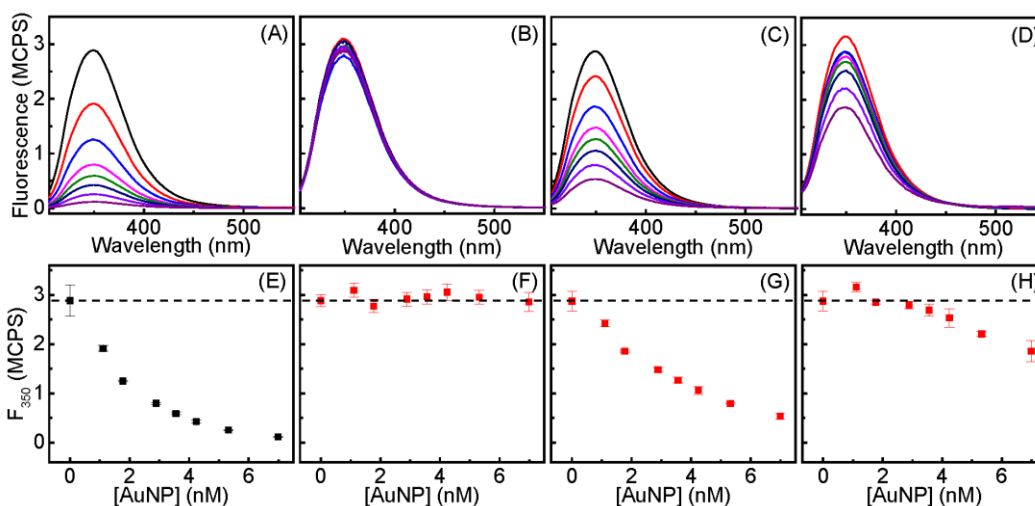 Fluorescence (MCPS)
3
2
1
0
(A)
(B)
(C)
(D)
400 500
400 500
400 500
400 500
Wavelength (nm)
Wavelength (nm)
Wavelength (nm)
Wavelength (nm)
F350 (MCPS)
3
2
1
0
(E)
(F)
(G)
(H)
0 2 4 6
0 2 4 6
0 2 4 6
0 2 4 6
[AuNP] (nM)
[AuNP] (nM)
[AuNP] (nM)
[AuNP] (nM)